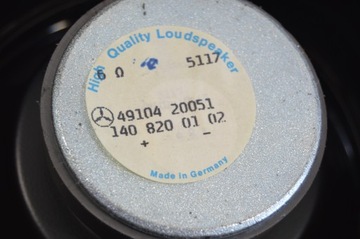 High Quality Loudspeaker
6 Ω 5117
49104 20051
140 820 01 02
+ -
Made in Germany